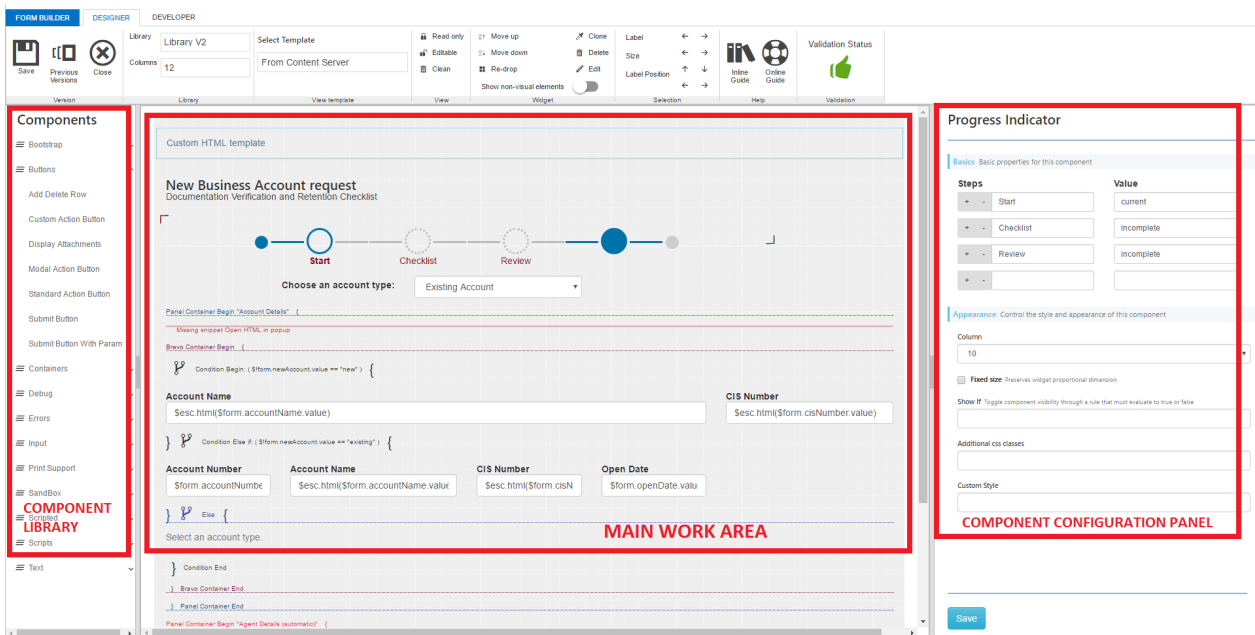 FORM BUILDER DESIGNER DEVELOPER
Save
Previous Versions
Close
Version
Library Library V2
Columns 12
Library
Select Template
From Content Server
View template
Read only
Editable
Clean
View
Move up Clone
Move down Delete
Re-drop Edit
Show non-visual elements
Widget
Label
Size
Label Position
Selection
Inline Guide
Online Guide
Help
Validation Status
Validation
Components
Bootstrap
Buttons
Add Delete Row
Custom Action Button
Display Attachments
Modal Action Button
Standard Action Button
Submit Button
Submit Button With Param
Containers
Debug
Errors
Input
Print Support
SandBox
Scripted
Scripts
Text
COMPONENT
LIBRARY
Custom HTML template
New Business Account request
Documentation Verification and Retention Checklist
Start Checklist Review
Choose an account type: Existing Account
Panel Container Begin "Account Details" {
Missing snippet Open HTML in popup
Bravo Container Begin {
Condition Begin: ( $!form.newAccount.value == "new" ) {
Account Name CIS Number
$esc.html($form.accountName.value) $esc.html($form.cisNumber.value)
} Condition Else if: ( $!form.newAccount.value == "existing" ) {
Account Number Account Name CIS Number Open Date
$form.accountNumbe $esc.html($form.accountName.value $esc.html($form.cisN $form.openDate.valu
} Else {
Select an account type.
MAIN WORK AREA
} Condition End
} Bravo Container End
} Panel Container End
Panel Container Begin "Agent Details (automatic)" {
Progress Indicator
Basics Basic properties for this component
Steps Value
+ - Start current
+ - Checklist incomplete
+ - Review incomplete
+ -
Appearance Control the style and appearance of this component
Column
10
Fixed size Preserves widget proportional dimension
Show If Toggle component visibility through a rule that must evaluate to true or false
Additional css classes
Custom Style
COMPONENT CONFIGURATION PANEL
Save